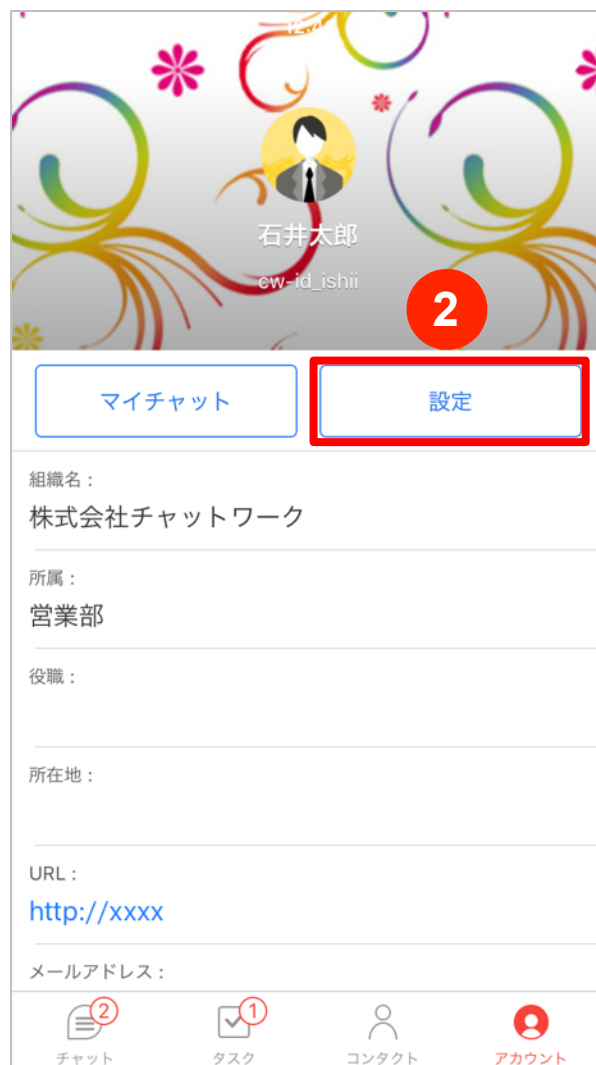 石井太郎
cw-id_ishii
2
マイチャット
設定
組織名：
株式会社チャットワーク
所属：
営業部
役職：
所在地：
URL：
http://xxxx
メールアドレス：
2
1
チャット
タスク
コンタクト
アカウント